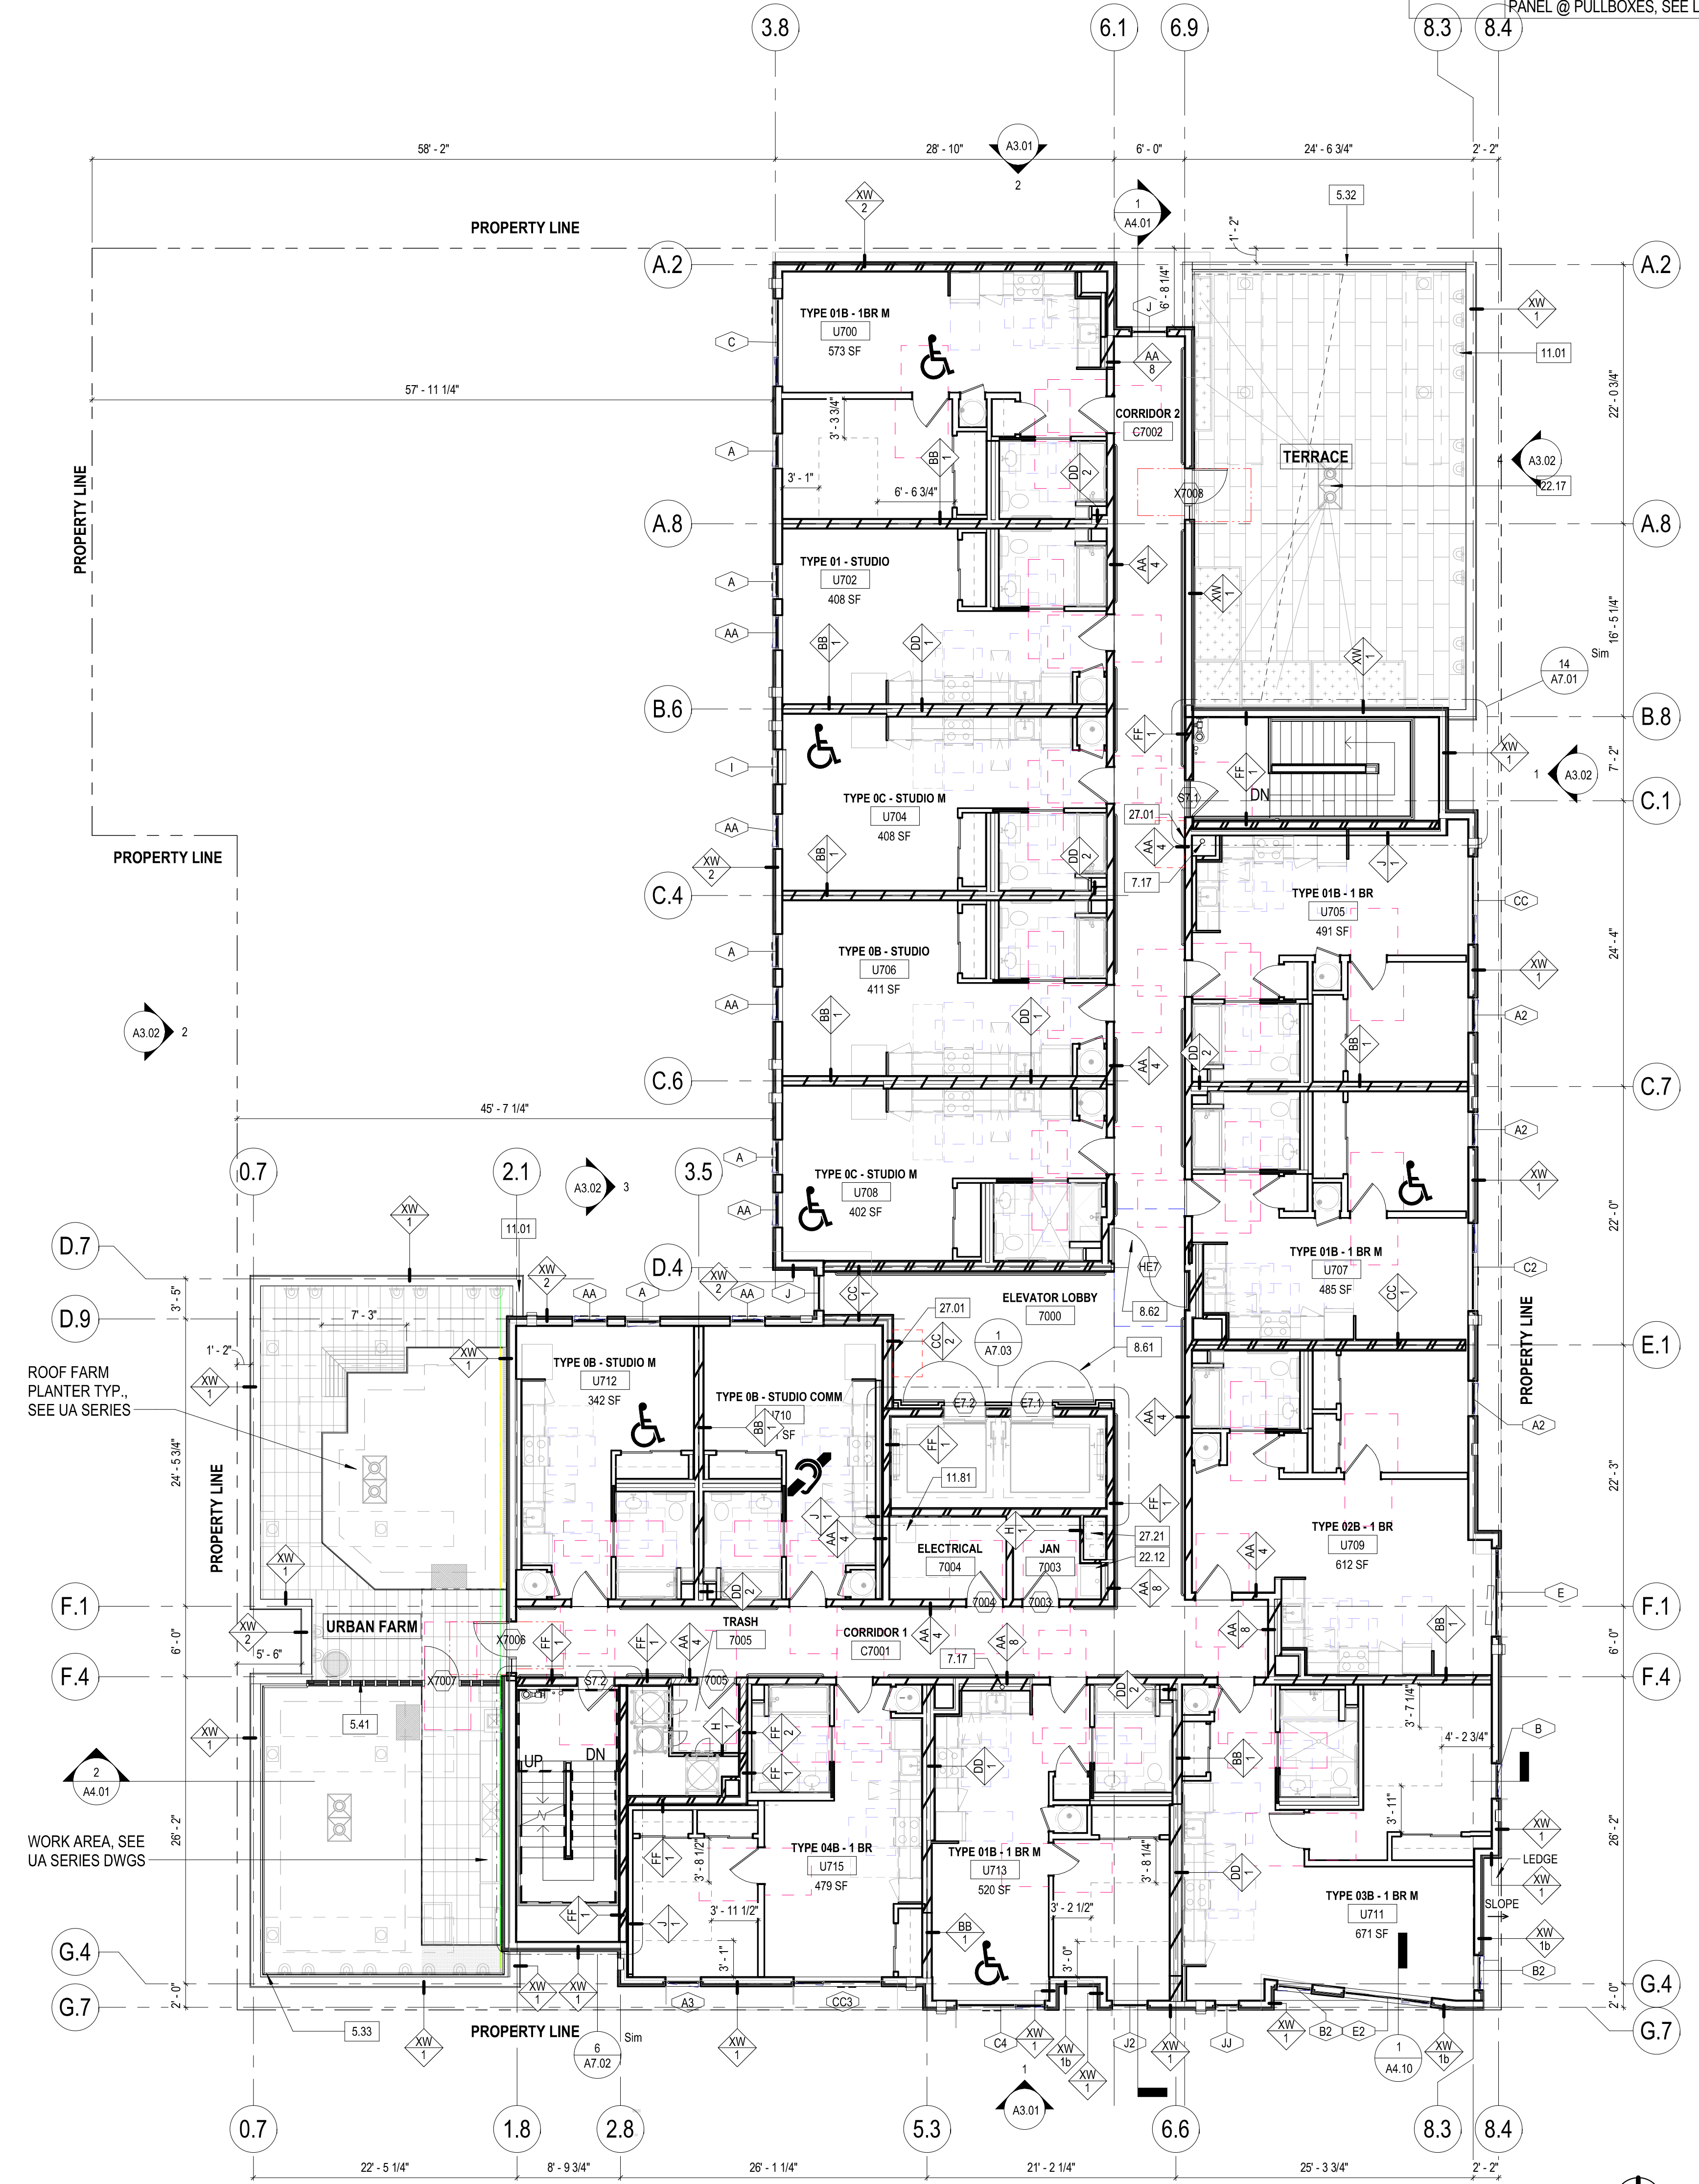 PANEL @ PULLBOXES, SEE L
3.8
6.1
6.9
8.3
8.4
58' - 2"
28' - 10"
6' - 0"
24' - 6 3/4"
2' - 2"
A3.01
2
XW
2
1
A4.01
5.32
1' - 2"
PROPERTY LINE
A.2
A.2
6' - 8 1/4"
J
TYPE 01B - 1BR M
U700
573 SF
C
AA
8
XW
1
11.01
57' - 11 1/4"
3' - 3 3/4"
CORRIDOR 2
C7002
22' - 0 3/4"
A
BB
1
DD
2
TERRACE
4
A3.02
22.17
3' - 1"
6' - 6 3/4"
X7008
PROPERTY LINE
A.8
A.8
TYPE 01 - STUDIO
U702
408 SF
A
AA
4
XW
1
AA
BB
1
DD
1
XW
1
16' - 5 1/4"
14
A7.01
Sim
B.6
B.8
FF
1
XW
1
I
FF
1
DN
1
A3.02
7' - 2"
TYPE 0C - STUDIO M
U704
408 SF
S7.1
C.1
27.01
AA
PROPERTY LINE
XW
2
BB
1
DD
2
AA
4
J
1
7.17
C.4
TYPE 01B - 1 BR
U705
491 SF
CC
TYPE 0B - STUDIO
U706
411 SF
A
24' - 4"
XW
1
AA
BB
1
DD
1
A2
A3.02
2
DD
2
BB
1
AA
4
C.6
C.7
45' - 7 1/4"
A2
0.7
2.1
3.5
A
TYPE 0C - STUDIO M
U708
402 SF
A3.02
3
XW
1
AA
XW
1
11.01
22' - 0"
D.7
D.4
XW
2
XW
2
AA
A
AA
J
CC
1
HE7
TYPE 01B - 1 BR M
U707
485 SF
C2
ELEVATOR LOBBY
7000
27.01
8.62
CC
1
3' - 5"
7' - 3"
D.9
1
A7.03
8.61
CC
2
E.1
1' - 2"
XW
1
TYPE 0B - STUDIO M
U712
342 SF
ROOF FARM
PLANTER TYP.,
SEE UA SERIES
XW
1
TYPE 0B - STUDIO COMM
U710
SF
BB
1
E7.2
E7.1
AA
4
A2
PROPERTY LINE
24' - 5 3/4"
FF
1
11.81
22' - 3"
PROPERTY LINE
J
1
AA
4
H
1
FF
1
TYPE 02B - 1 BR
U709
612 SF
ELECTRICAL
7004
JAN
7003
27.21
22.12
XW
1
DD
2
AA
8
AA
4
E
7004
7003
F.1
F.1
XW
2
URBAN FARM
X7006
TRASH
7005
CORRIDOR 1
C7001
FF
1
FF
1
AA
4
AA
4
AA
8
AA
8
BB
1
5' - 6"
6' - 0"
6' - 0"
7.17
F.4
X7007
S7.2
7005
F.4
DD
2
5.41
XW
1
H
1
FF
2
3' - 7 1/4"
4' - 2 3/4"
B
2
A4.01
UP
DN
FF
1
DD
1
BB
1
3' - 11"
26' - 2"
26' - 2"
WORK AREA, SEE
UA SERIES DWGS
XW
1
LEDGE
XW
1
FF
1
3' - 8 1/2"
TYPE 04B - 1 BR
U715
479 SF
TYPE 01B - 1 BR M
U713
520 SF
3' - 8 1/4"
DD
1
TYPE 03B - 1 BR M
U711
671 SF
SLOPE
FF
1
J
1
3' - 11 1/2"
BB
1
3' - 2 1/2"
XW
1b
G.4
3' - 1"
3' - 0"
B2
G.4
2' - 0"
2' - 0"
G.7
XW
1
XW
1
A3
CC3
G.7
5.33
PROPERTY LINE
XW
1
6
A7.02
Sim
XW
1
C4
XW
1
XW
1b
XW
1
J2
XW
1
JJ
XW
1
B2
E2
1
A4.10
XW
1b
1
A3.01
0.7
1.8
2.8
5.3
6.6
8.3
8.4
22' - 5 1/4"
8' - 9 3/4"
26' - 1 1/4"
21' - 2 1/4"
25' - 3 3/4"
2' - 2"